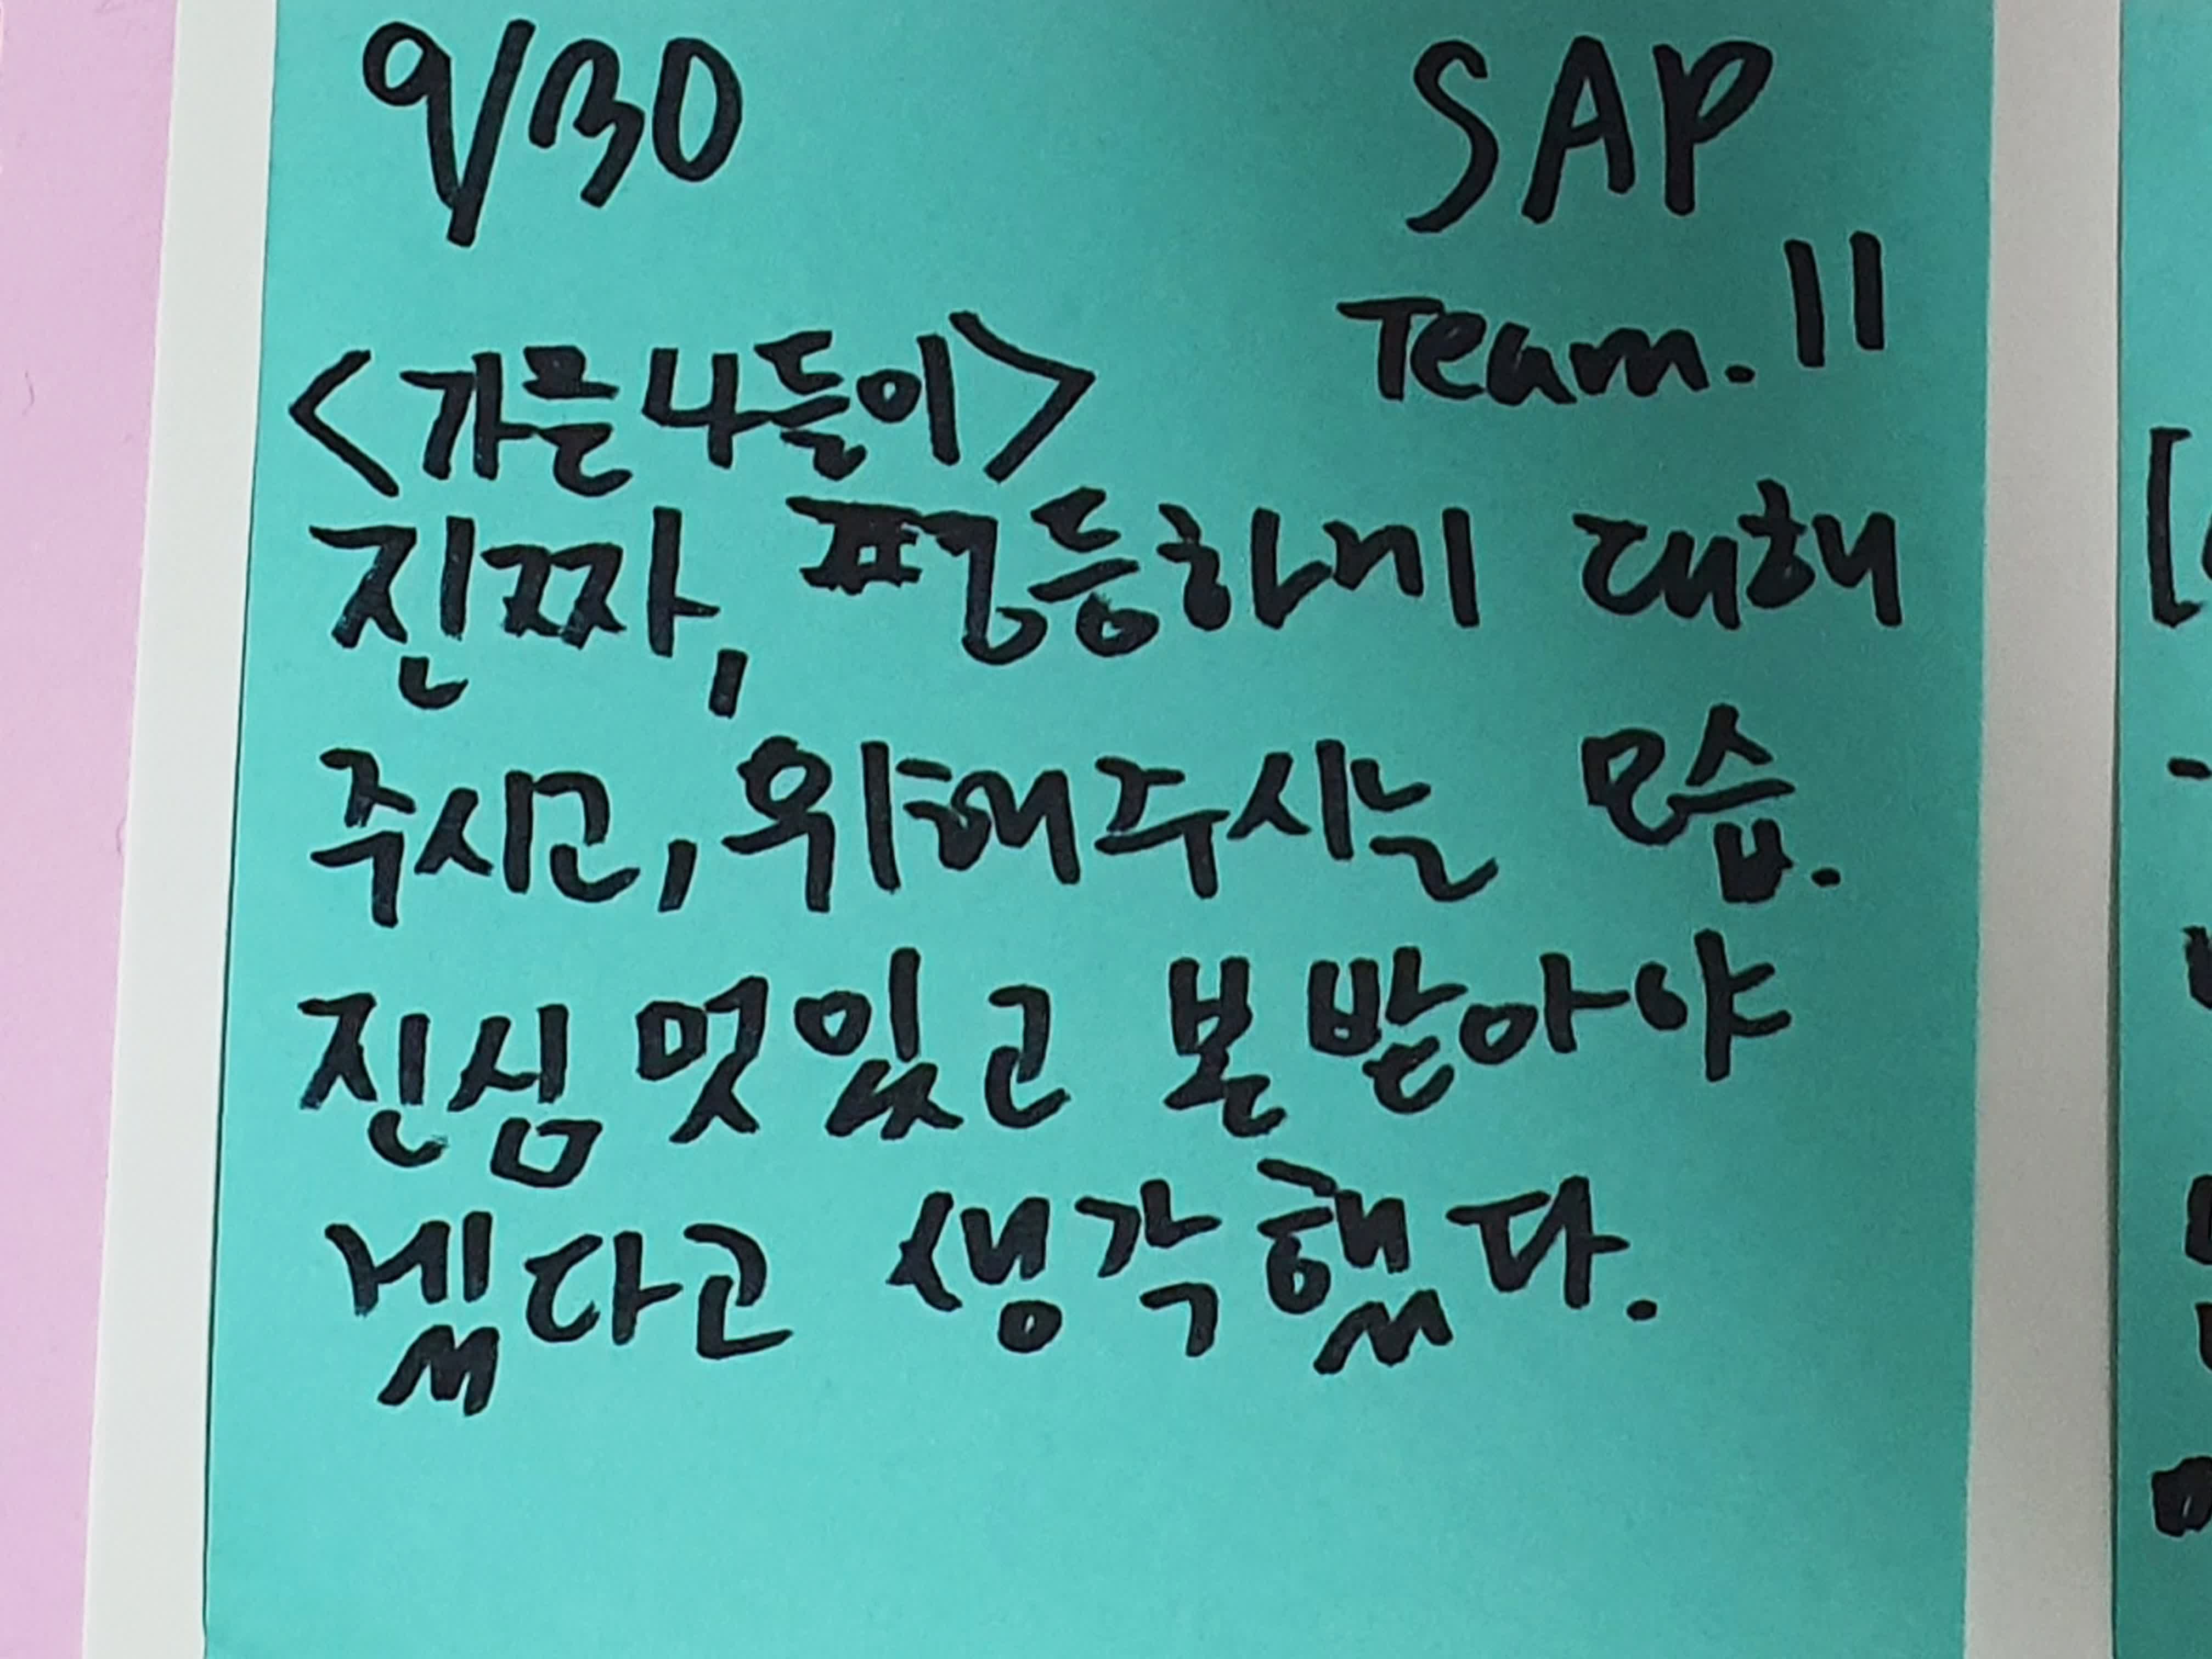 9/30
SAP
Team. 11
<가든 나들이>
진짜, 평등하게 대해
주시고, 위해주시는 모습.
진심 멋있고 본받아야
겠다고 생각했다.